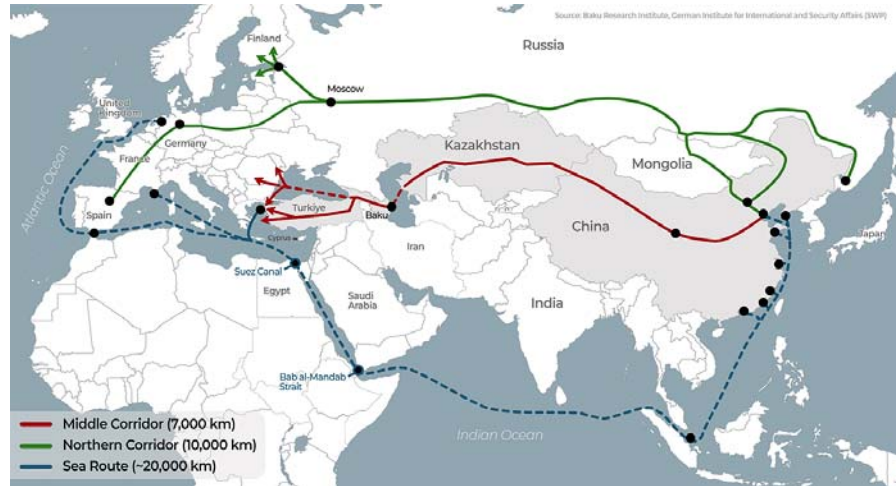 Source: Baku Research Institute, German Institute for International and Security Affairs (SWP)
Finland
Russia
Moscow
United
Kingdom
Germany
Atlantic Ocean
France
Kazakhstan
Mongolia
Spain
Turkiye
Baku
China
Japan
Cyprus
Iran
Suez Canal
Egypt
Saudi
Arabia
India
Bab al-Mandab
Strait
Indian Ocean
Middle Corridor (7,000 km)
Northern Corridor (10,000 km)
Sea Route (~20,000 km)